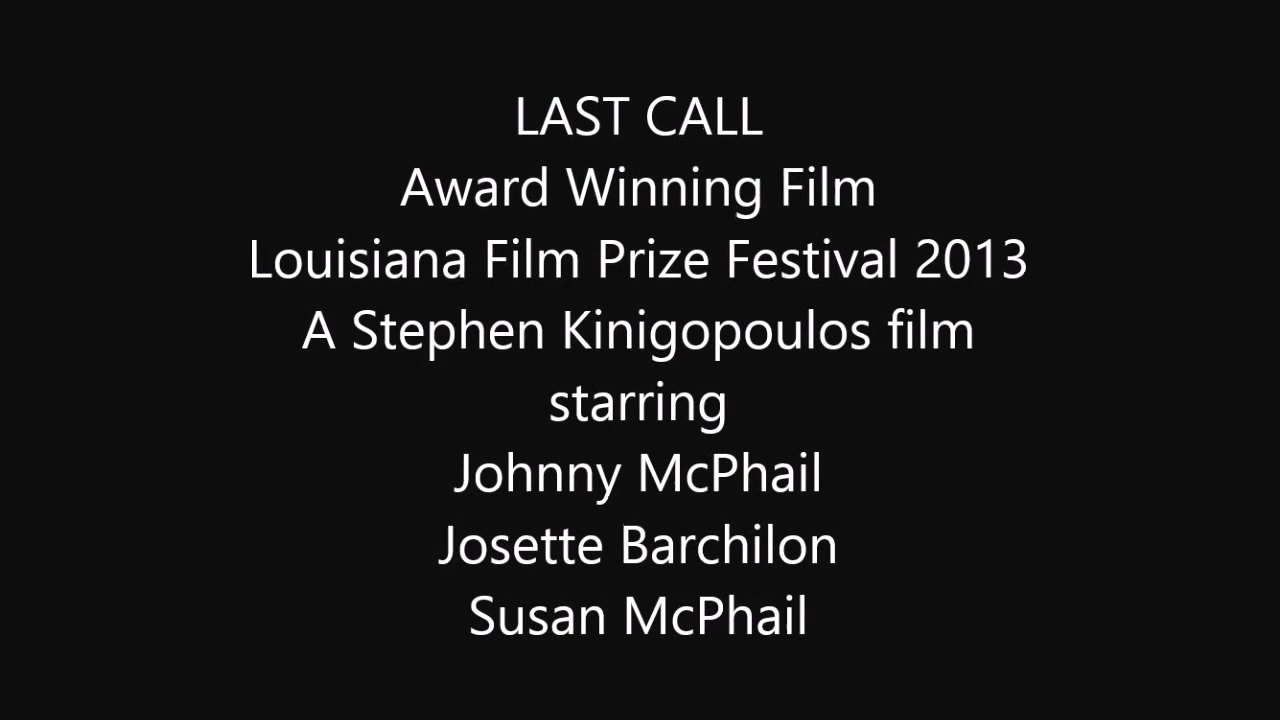 LAST CALL
Award Winning Film
Louisiana Film Prize Festival 2013
A Stephen Kinigopoulos film
starring
Johnny McPhail
Josette Barchilon
Susan McPhail